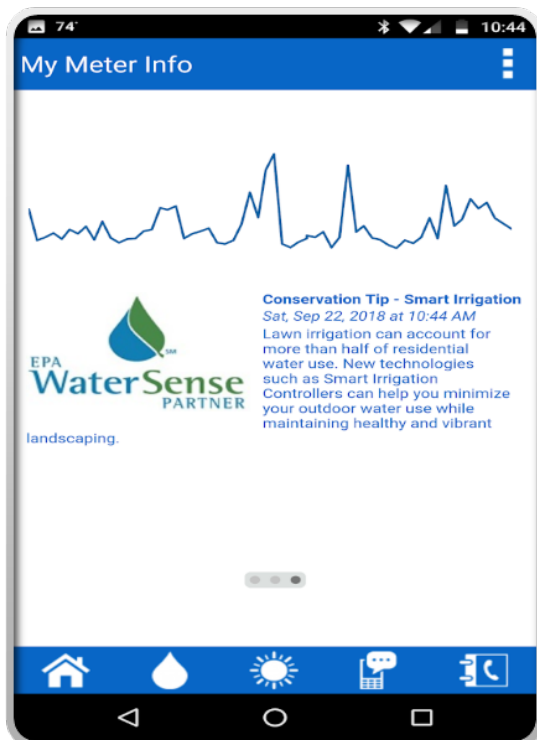 74°
10:44
My Meter Info
Conservation Tip - Smart Irrigation
Sat, Sep 22, 2018 at 10:44 AM
Lawn irrigation can account for
more than half of residential
water use. New technologies
such as Smart Irrigation
Controllers can help you minimize
your outdoor water use while
maintaining healthy and vibrant
landscaping.
EPA
WaterSense
SM
PARTNER